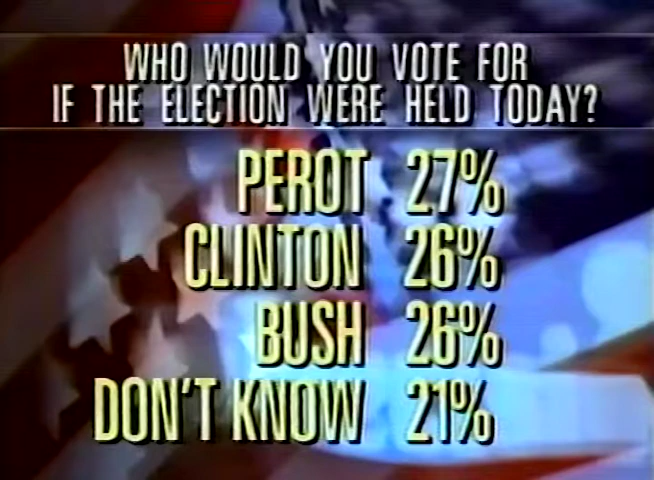 WHO WOULD YOU VOTE FOR
IF THE ELECTION WERE HELD TODAY?
PEROT 27%
CLINTON 26%
BUSH 26%
DON'T KNOW 21%